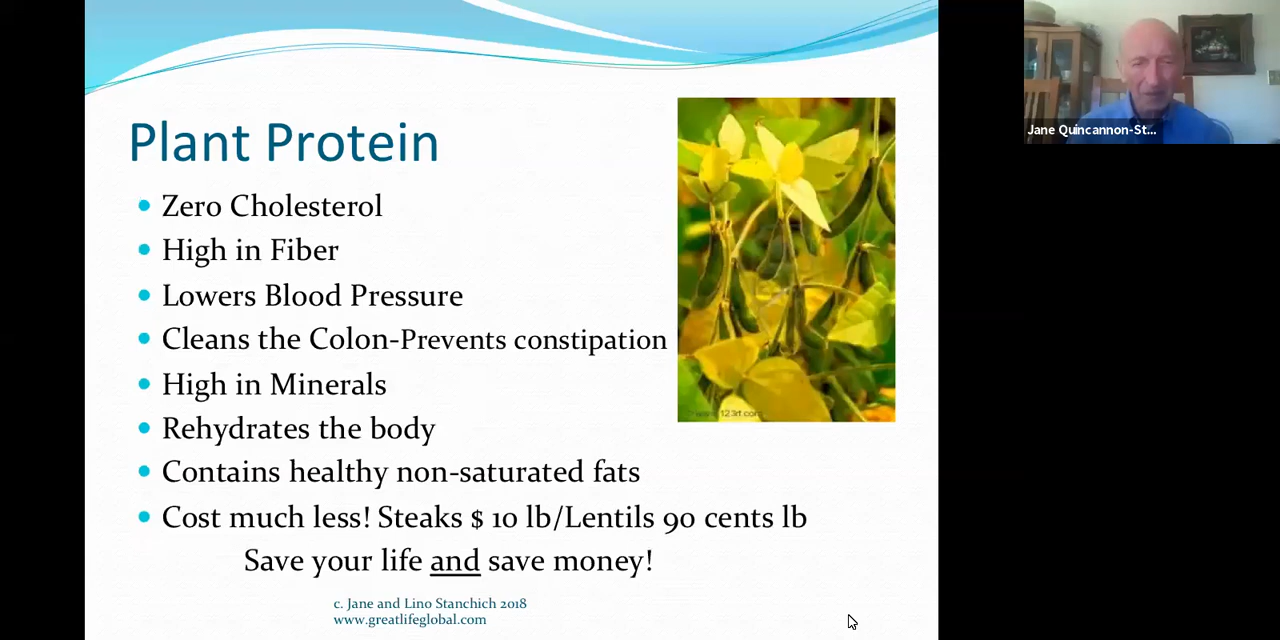 Plant Protein
Zero Cholesterol
High in Fiber
Lowers Blood Pressure
Cleans the Colon-Prevents constipation
High in Minerals
Rehydrates the body
Contains healthy non-saturated fats
Cost much less! Steaks $ 10 lb/Lentils 90 cents lb
Save your life and save money!
c. Jane and Lino Stanchich 2018
www.greatlifeglobal.com
Jane Quincannon-St...